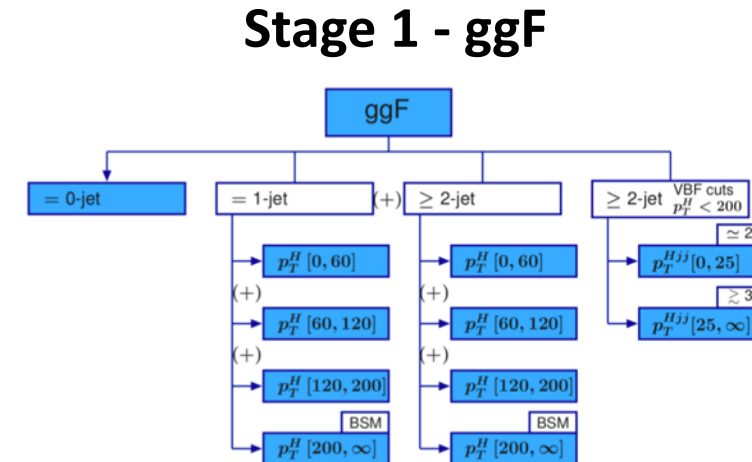 Stage 1 - ggF
ggF
= 0-jet
= 1-jet
(+)
≥ 2-jet
≥ 2-jet VBF cuts p_T^H < 200
≃ 2
p_T^H [0, 60]
p_T^H [0, 60]
p_T^{Hjj} [0, 25]
(+)
(+)
≳ 3
p_T^H [60, 120]
p_T^H [60, 120]
p_T^{Hjj} [25, ∞]
(+)
(+)
p_T^H [120, 200]
p_T^H [120, 200]
BSM
BSM
p_T^H [200, ∞]
p_T^H [200, ∞]